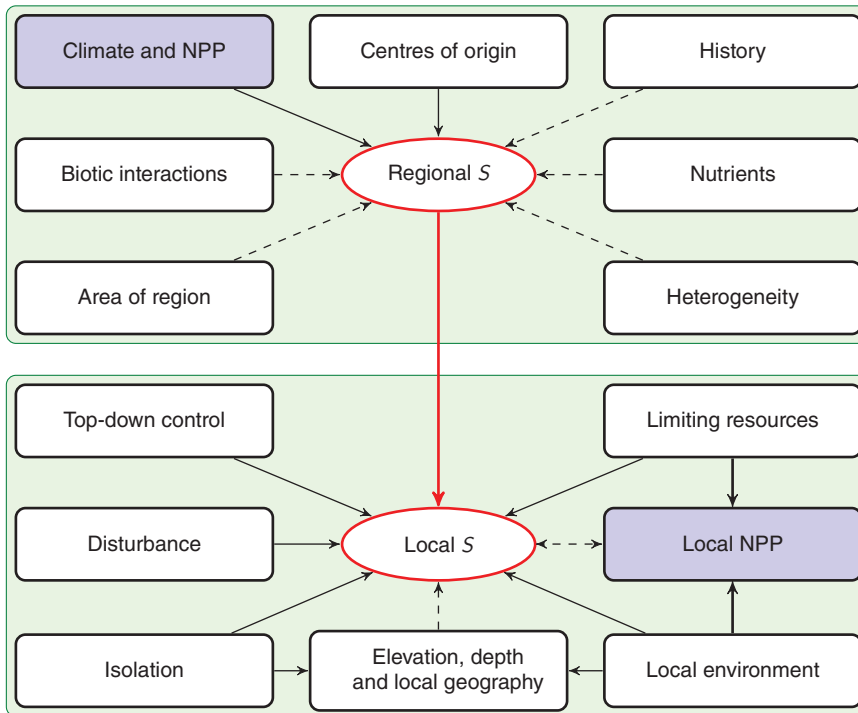 Climate and NPP
Centres of origin
History
Biotic interactions
Regional S
Nutrients
Area of region
Heterogeneity
Top-down control
Limiting resources
Disturbance
Local S
Local NPP
Isolation
Elevation, depth
and local geography
Local environment